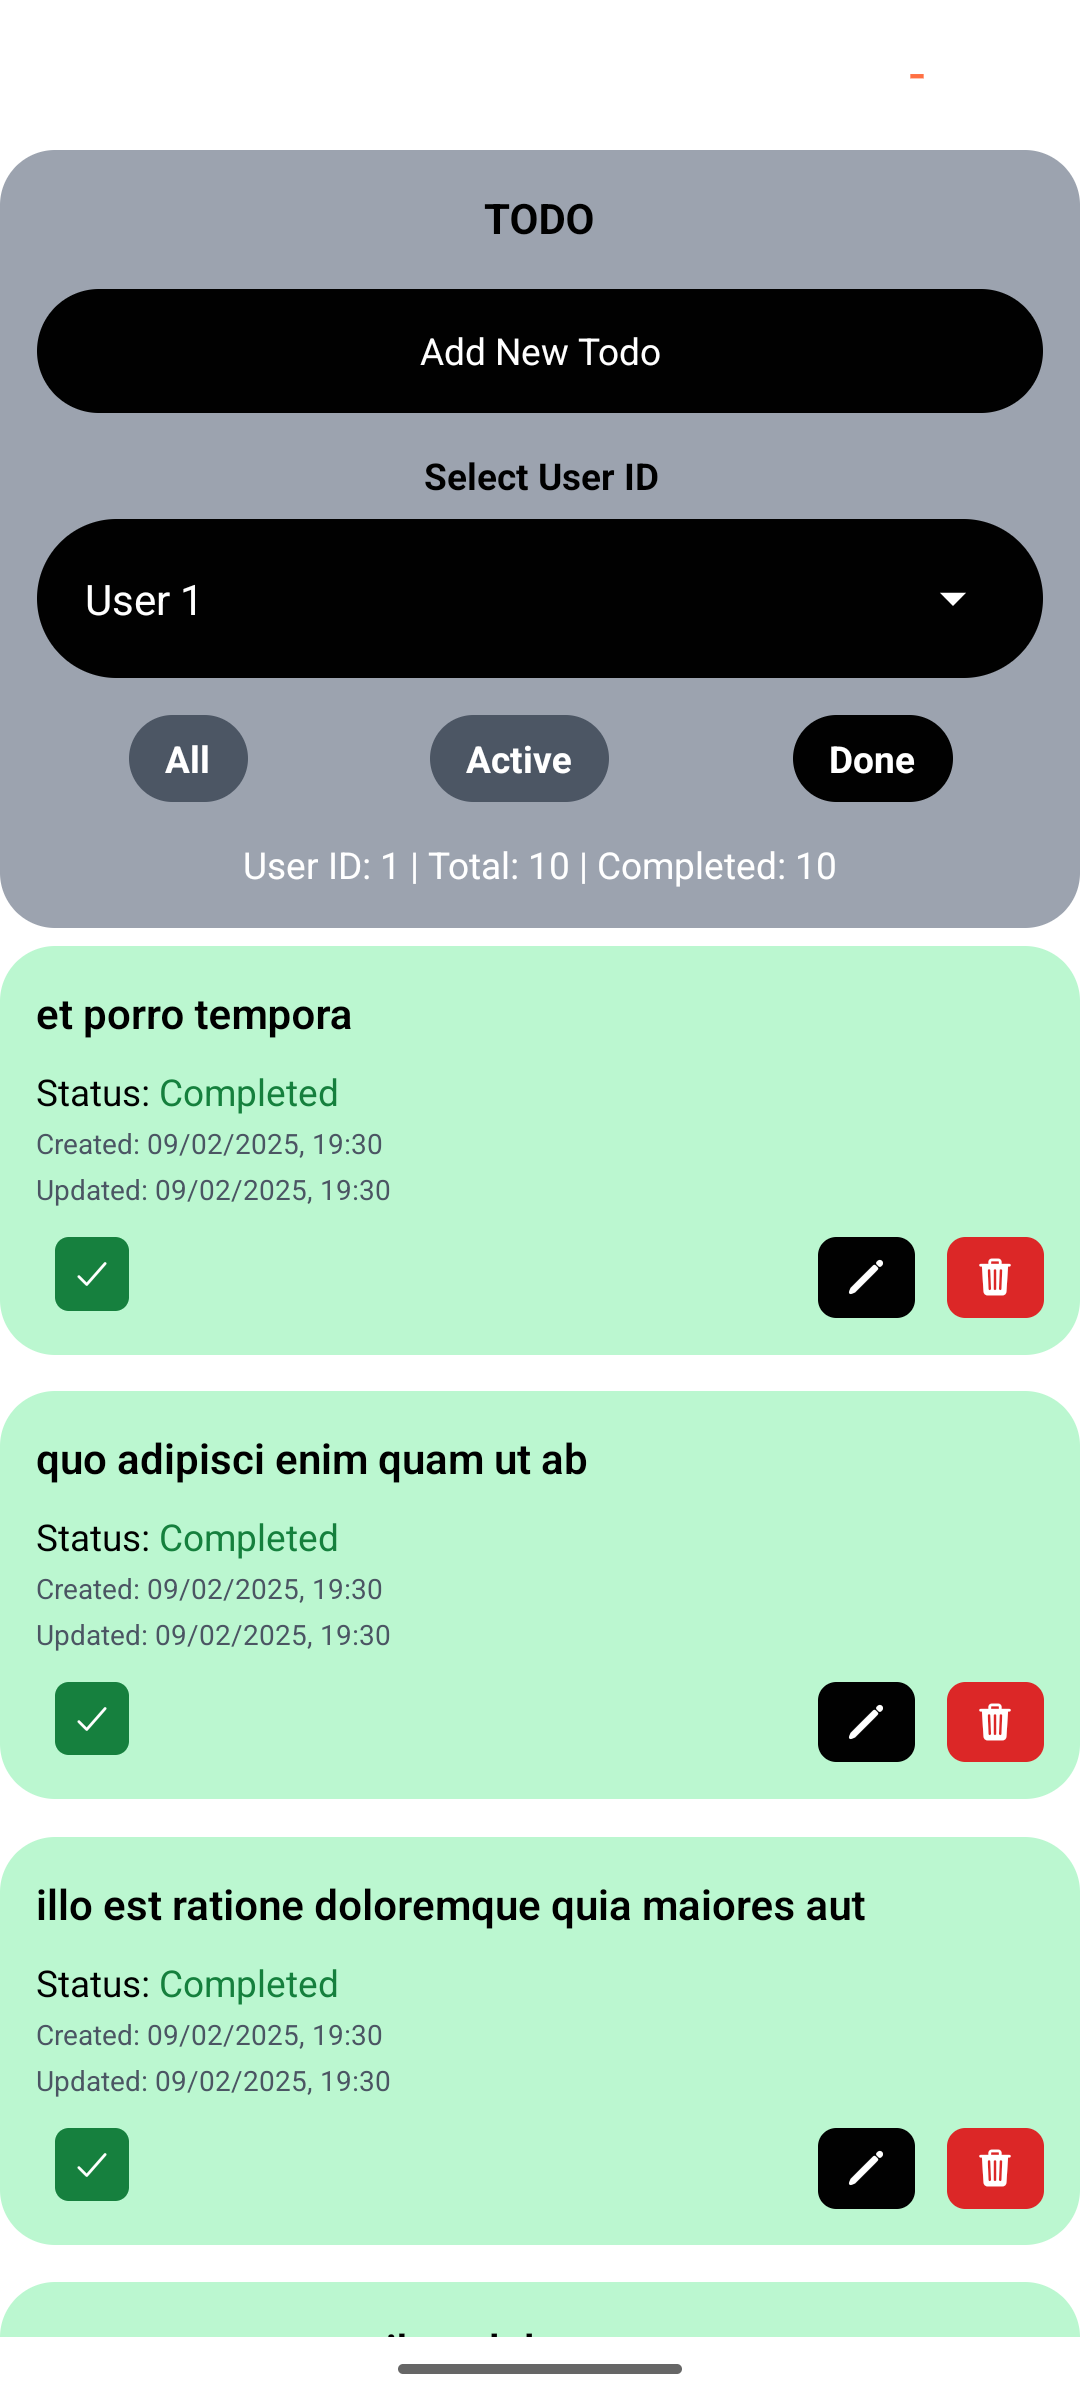 TODO
Add New Todo
Select User ID
User 1
All Active Done
User ID: 1 | Total: 10 | Completed: 10
et porro tempora
Status: Completed
Created: 09/02/2025, 19:30
Updated: 09/02/2025, 19:30
quo adipisci enim quam ut ab
Status: Completed
Created: 09/02/2025, 19:30
Updated: 09/02/2025, 19:30
illo est ratione doloremque quia maiores aut
Status: Completed
Created: 09/02/2025, 19:30
Updated: 09/02/2025, 19:30